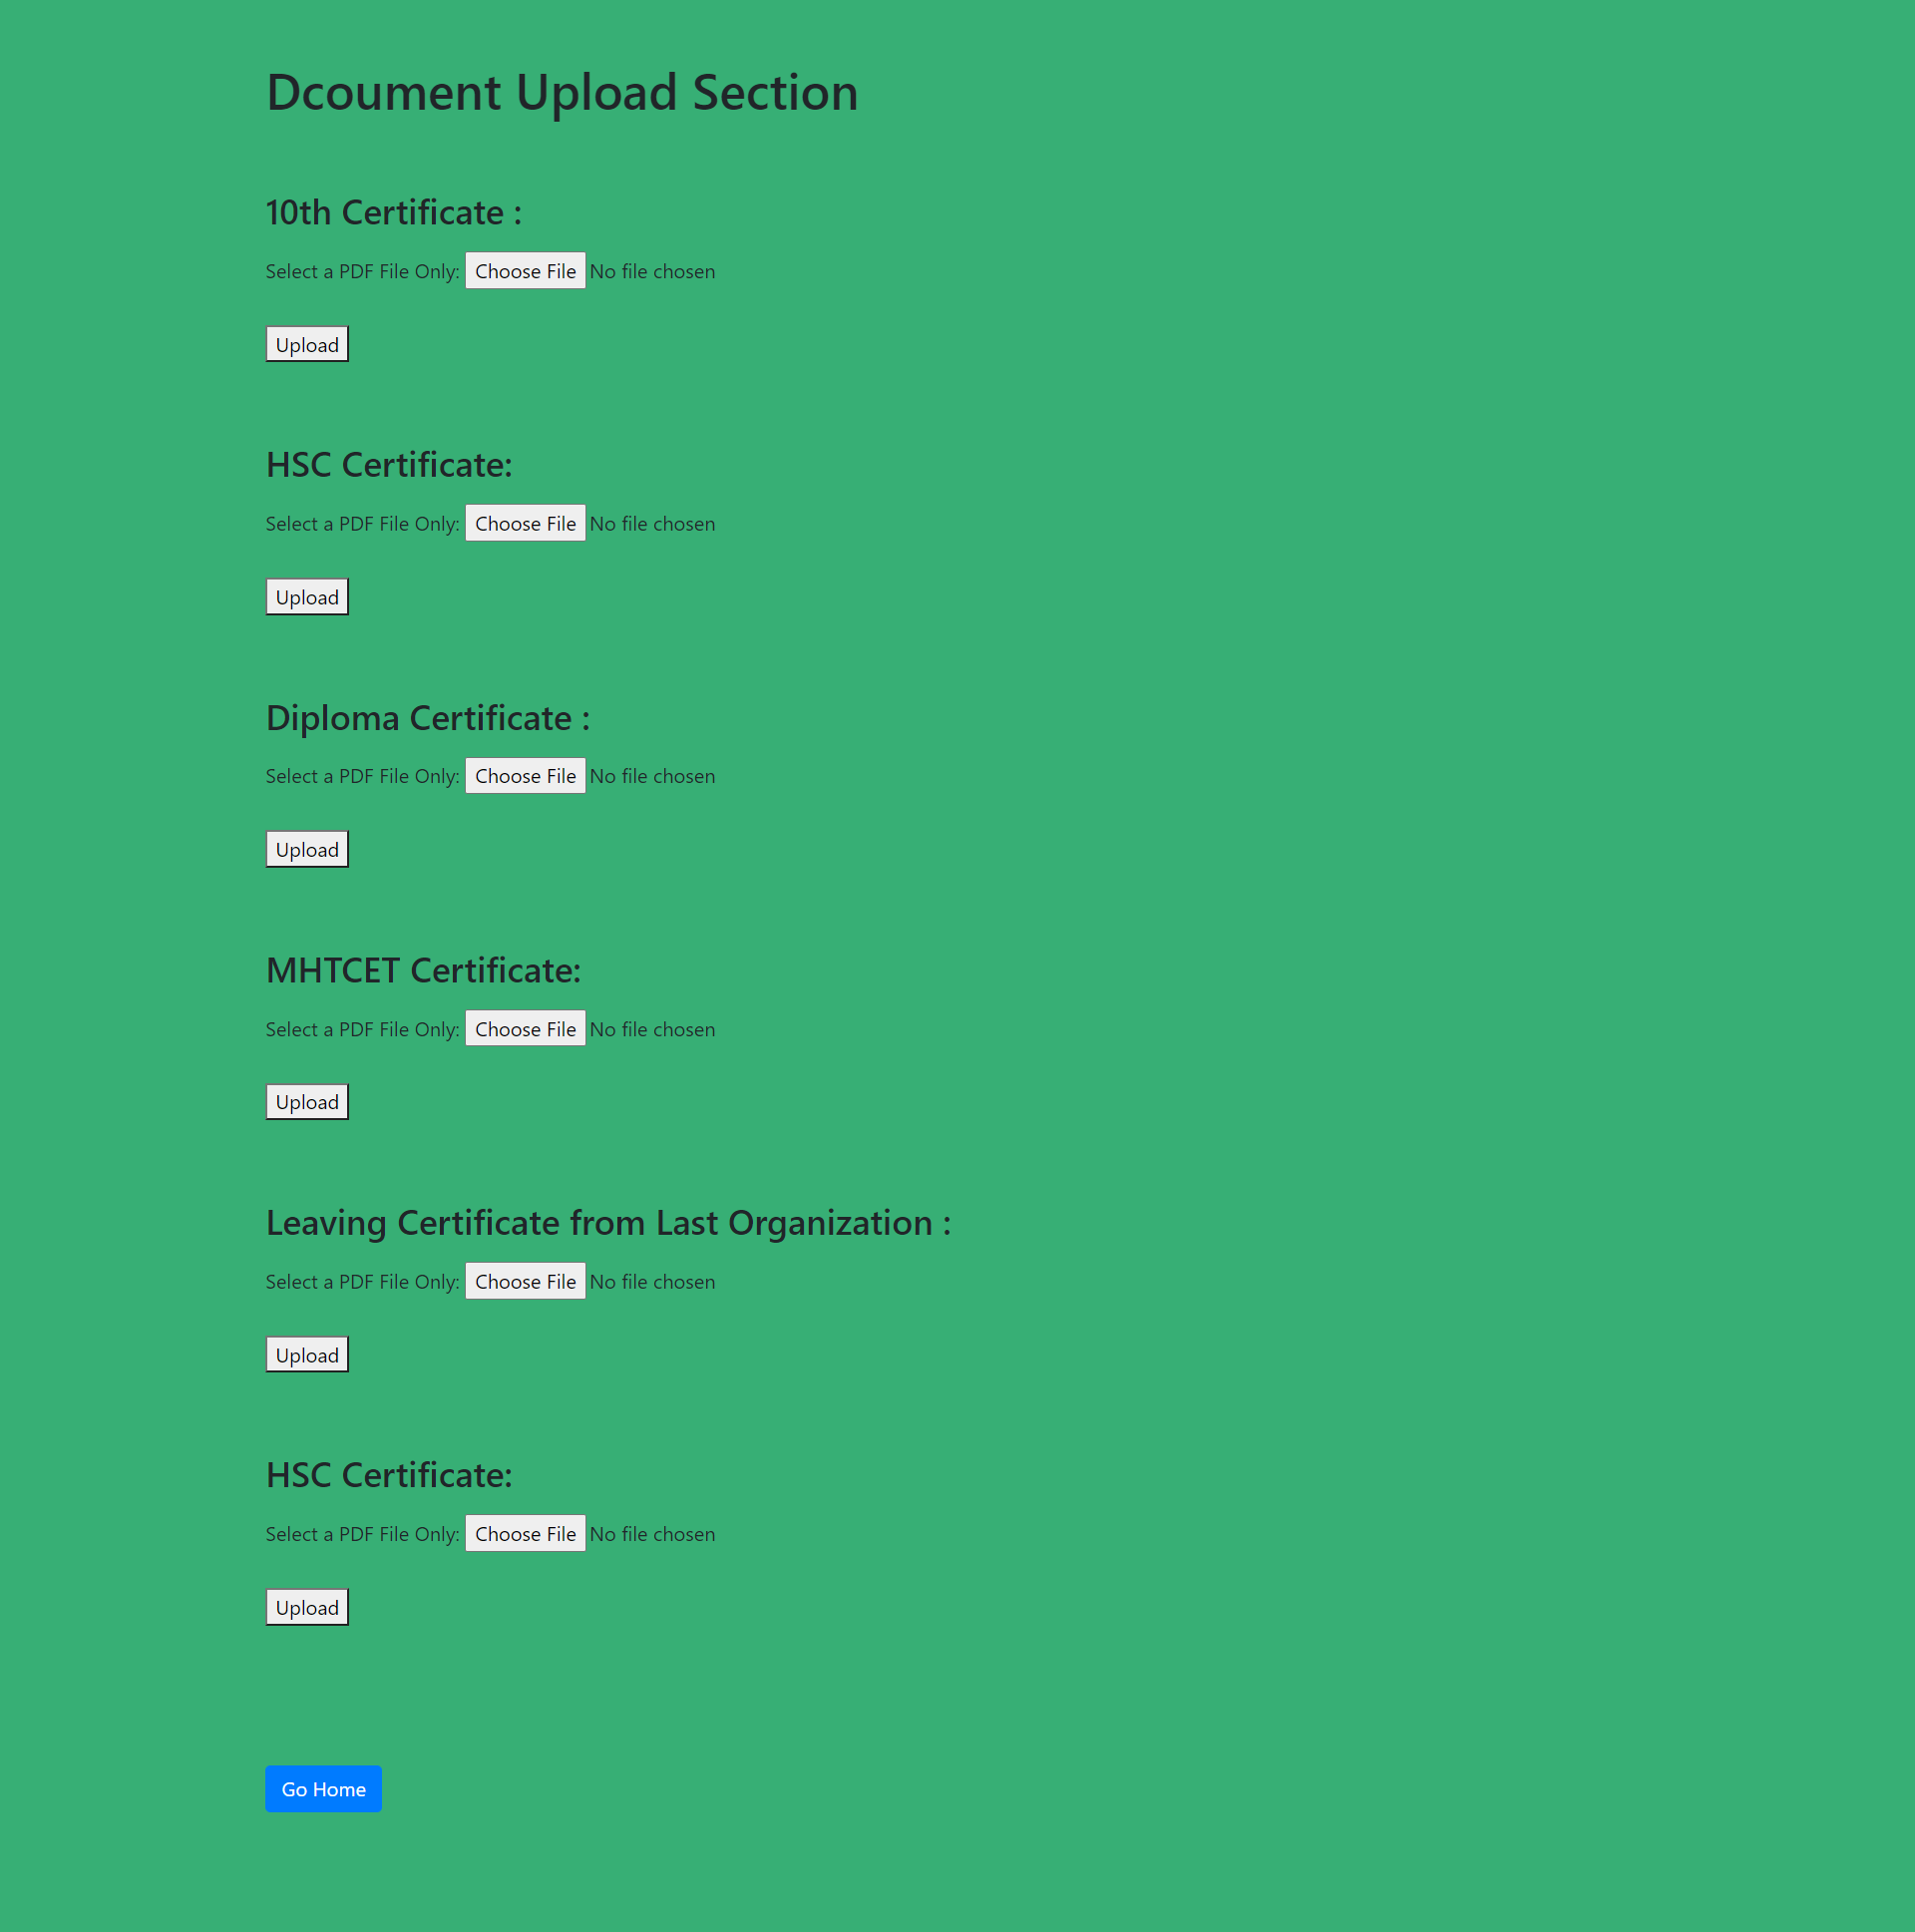 Dcoument Upload Section
10th Certificate :
Select a PDF File Only: Choose File No file chosen
Upload
HSC Certificate:
Select a PDF File Only: Choose File No file chosen
Upload
Diploma Certificate :
Select a PDF File Only: Choose File No file chosen
Upload
MHTCET Certificate:
Select a PDF File Only: Choose File No file chosen
Upload
Leaving Certificate from Last Organization :
Select a PDF File Only: Choose File No file chosen
Upload
HSC Certificate:
Select a PDF File Only: Choose File No file chosen
Upload
Go Home